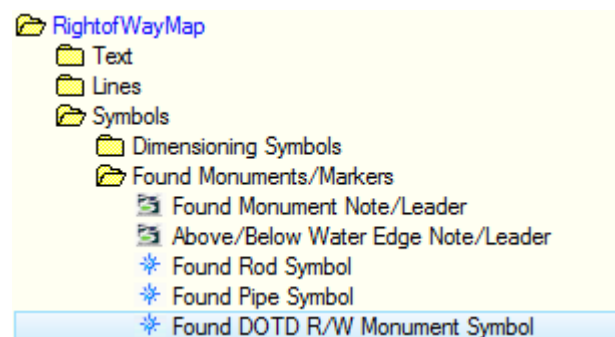 RightofWayMap
Text
Lines
Symbols
Dimensioning Symbols
Found Monuments/Markers
Found Monument Note/Leader
Above/Below Water Edge Note/Leader
Found Rod Symbol
Found Pipe Symbol
Found DOTD R/W Monument Symbol